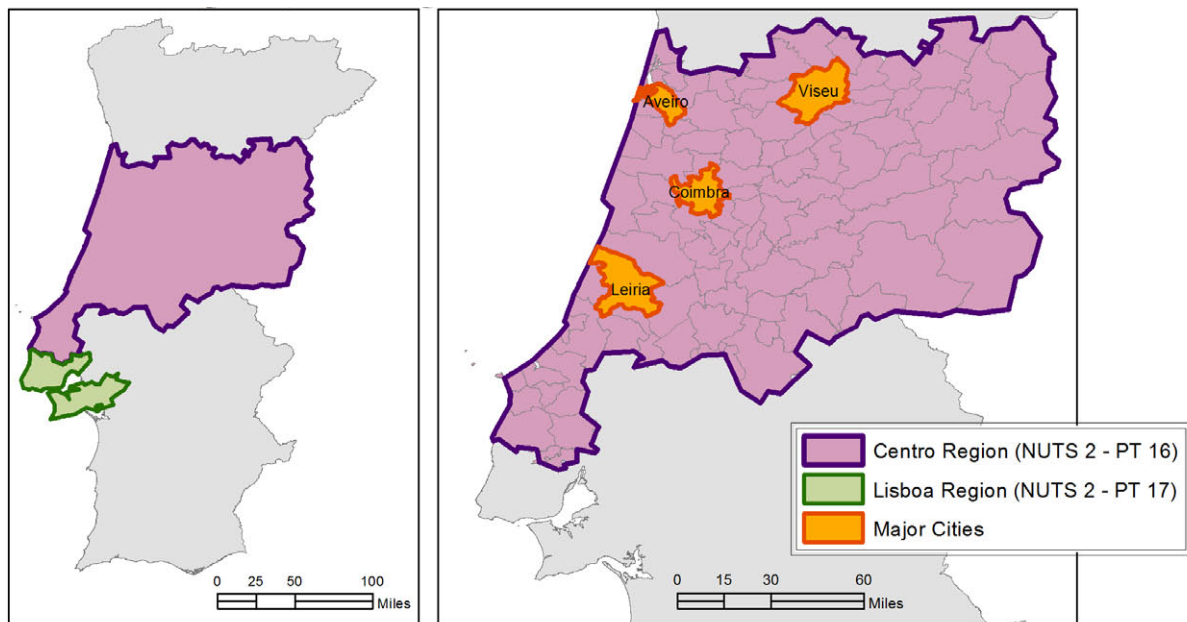 Aveiro
Viseu
Coimbra
Leiria
Centro Region (NUTS 2 - PT 16)
Lisboa Region (NUTS 2 - PT 17)
Major Cities
0 25 50 100
Miles
0 15 30 60
Miles